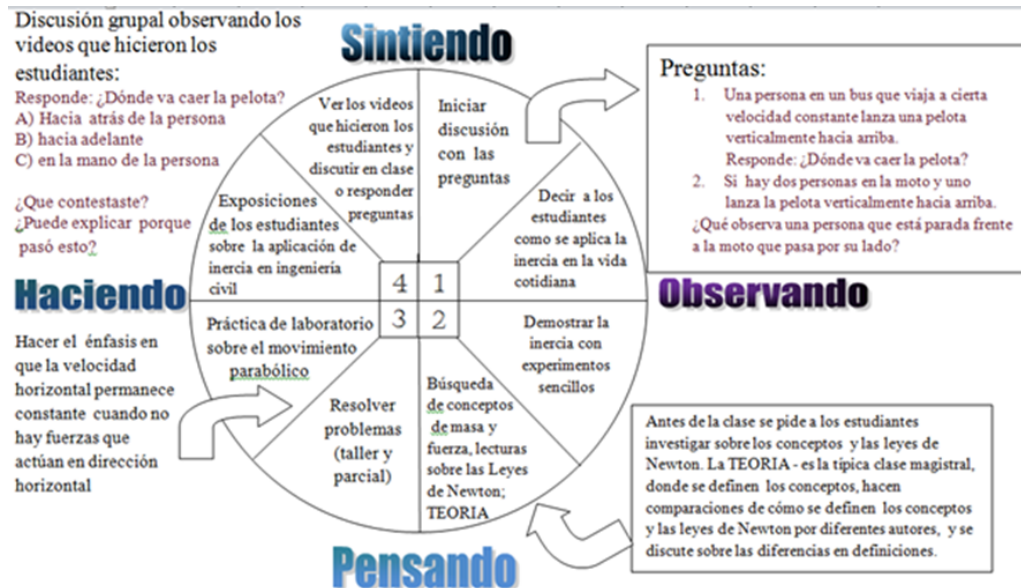 Discusión grupal observando los
videos que hicieron los
estudiantes:
Responde: ¿Dónde va caer la pelota?
A) Hacia atrás de la persona
B) hacia adelante
C) en la mano de la persona
¿Que contestaste?
¿Puede explicar porque
pasó esto?
Sintiendo
Preguntas:
1. Una persona en un bus que viaja a cierta
velocidad constante lanza una pelota
verticalmente hacia arriba.
Responde: ¿Dónde va caer la pelota?
2. Si hay dos personas en la moto y uno
lanza la pelota verticalmente hacia arriba.
¿Qué observa una persona que está parada frente
a la moto que pasa por su lado?
Ver los videos
que hicieron los
estudiantes y
discutir en clase
o responder
preguntas
Iniciar
discusión
con las
preguntas
Exposiciones
de los estudiantes
sobre la aplicación de
inercia en ingeniería
civil
Decir a los
estudiantes
como se aplica la
inercia en la vida
cotidiana
4 1
3 2
Haciendo
Observando
Hacer el énfasis en
que la velocidad
horizontal permanece
constante cuando no
hay fuerzas que
actúan en dirección
horizontal
Práctica de laboratorio
sobre el movimiento
parabólico
Resolver
problemas
(taller y
parcial)
Búsqueda
de conceptos
de masa y
fuerza, lecturas
sobre las Leyes
de Newton;
TEORIA
Demostrar la
inercia con
experimentos
sencillos
Antes de la clase se pide a los estudiantes
investigar sobre los conceptos y las leyes de
Newton. La TEORIA - es la típica clase magistral,
donde se definen los conceptos, hacen
comparaciones de cómo se definen los conceptos
y las leyes de Newton por diferentes autores, y se
discute sobre las diferencias en definiciones.
Pensando